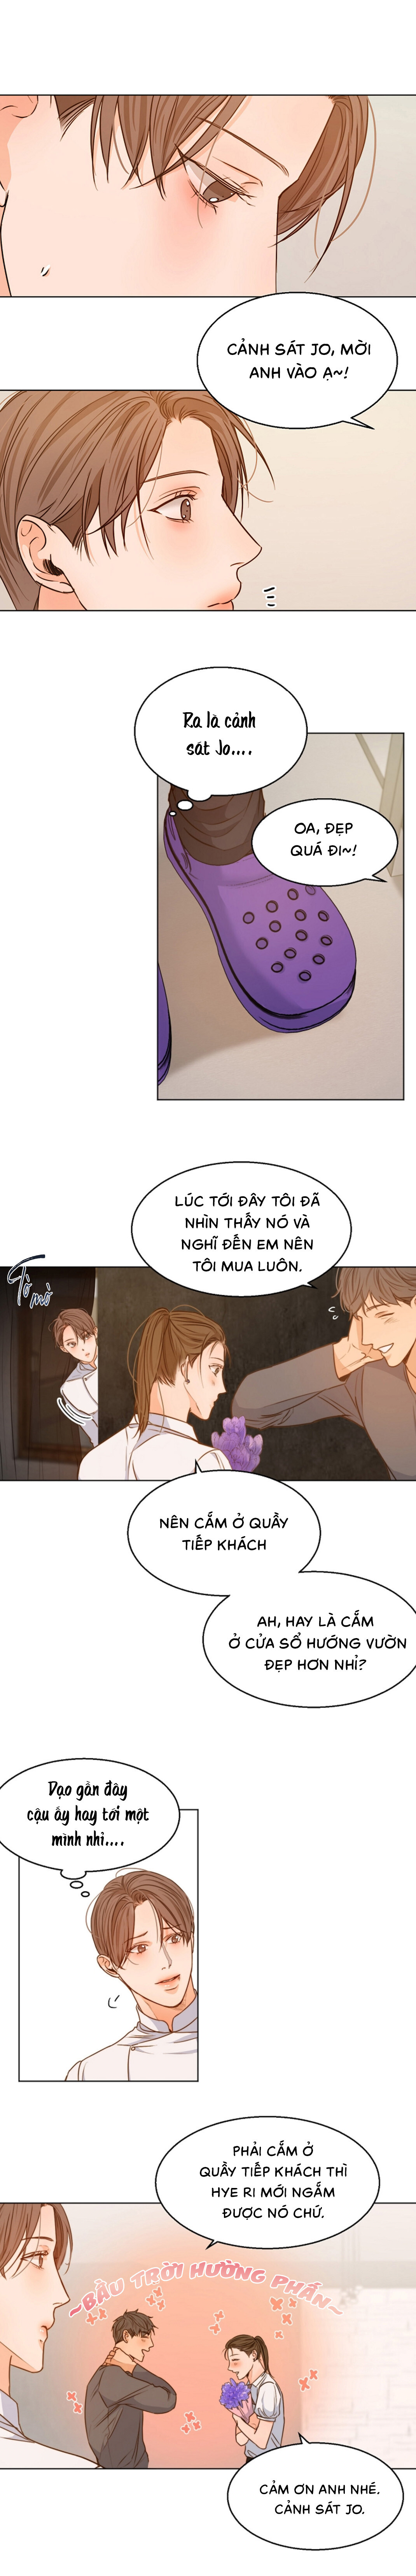 CẢNH SÁT JO, MỜI
ANH VÀO Ạ~!
Ra là cảnh
sát Jo....
OA, ĐẸP
QUÁ ĐI~!
LÚC TỚI ĐÂY TÔI ĐÃ
NHÌN THẤY NÓ VÀ
NGHĨ ĐẾN EM NÊN
TÔI MUA LUÔN.
Tò
mò
NÊN CẮM Ở QUẦY
TIẾP KHÁCH
AH, HAY LÀ CẮM
Ở CỬA SỔ HƯỚNG VƯỜN
ĐẸP HƠN NHỈ?
Dạo gần đây
cậu ấy hay tới một
mình nhỉ....
PHẢI CẮM Ở
QUẦY TIẾP KHÁCH THÌ
HYE RI MỚI NGẮM
ĐƯỢC NÓ CHỨ.
~BẦU TRỜI HƯỜNG PHẤN~
CẢM ƠN ANH NHÉ.
CẢNH SÁT JO.